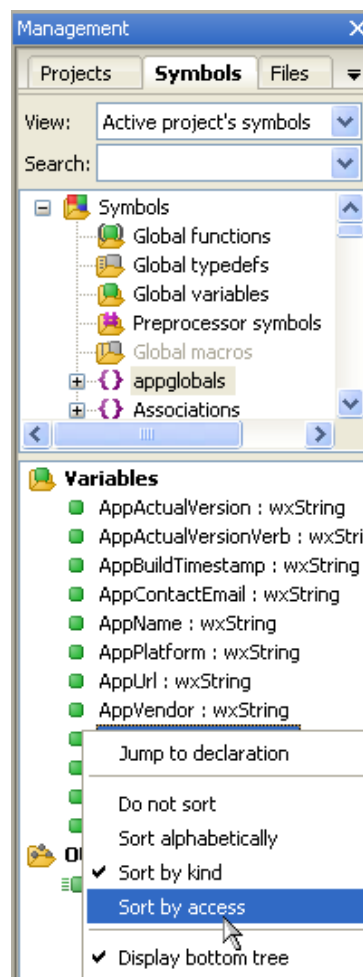 Management
Projects Symbols Files
View: Active project's symbols
Search:
Symbols
Global functions
Global typedefs
Global variables
Preprocessor symbols
Global macros
appglobals
Associations
Variables
AppActualVersion : wxString
AppActualVersionVerb : wxStri
AppBuildTimestamp : wxString
AppContactEmail : wxString
AppName : wxString
AppPlatform : wxString
AppUrl : wxString
AppVendor : wxString
Jump to declaration
Do not sort
Sort alphabetically
Sort by kind
Sort by access
Display bottom tree